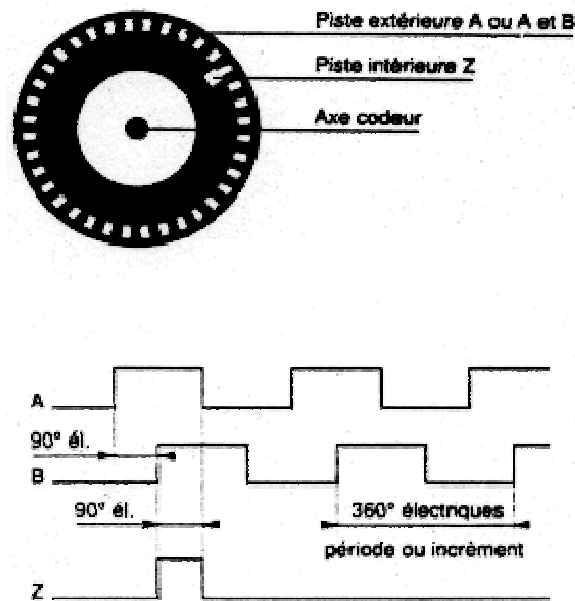 Piste extérieure A ou A et B
Piste intérieure Z
Axe codeur
A
90° él.
B
90° él.
360° électriques
période ou incrément
Z